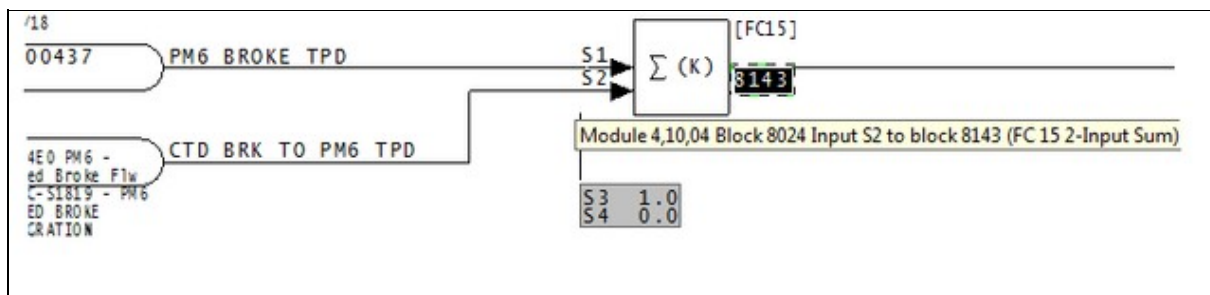 /18
[FC15]
00437
PM6 BROKE TPD
S1
Σ (K)
S2
8143
Module 4,10,04 Block 8024 Input S2 to block 8143 (FC 15 2-Input Sum)
CTD BRK TO PM6 TPD
4E0 PM6 -
ed Broke Flw
C-S1819 - PM6
ED BROKE
GRATION
S3 1.0
S4 0.0